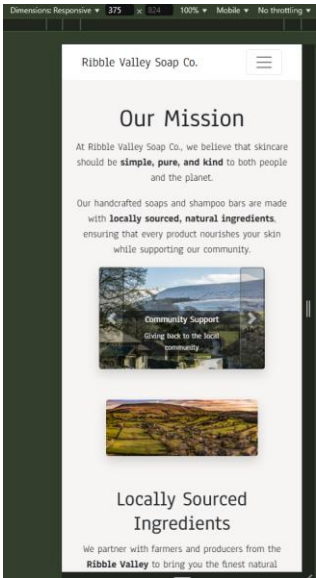 Dimensions: Responsive ▼ 375 × 824 100% ▼ Mobile ▼ No throttling ▼
Ribble Valley Soap Co.
Our Mission
At Ribble Valley Soap Co., we believe that skincare
should be simple, pure, and kind to both people
and the planet.
Our handcrafted soaps and shampoo bars are made
with locally sourced, natural ingredients,
ensuring that every product nourishes your skin
while supporting our community.
Community Support
Giving back to the local
community
Locally Sourced
Ingredients
We partner with farmers and producers from the
Ribble Valley to bring you the finest natural